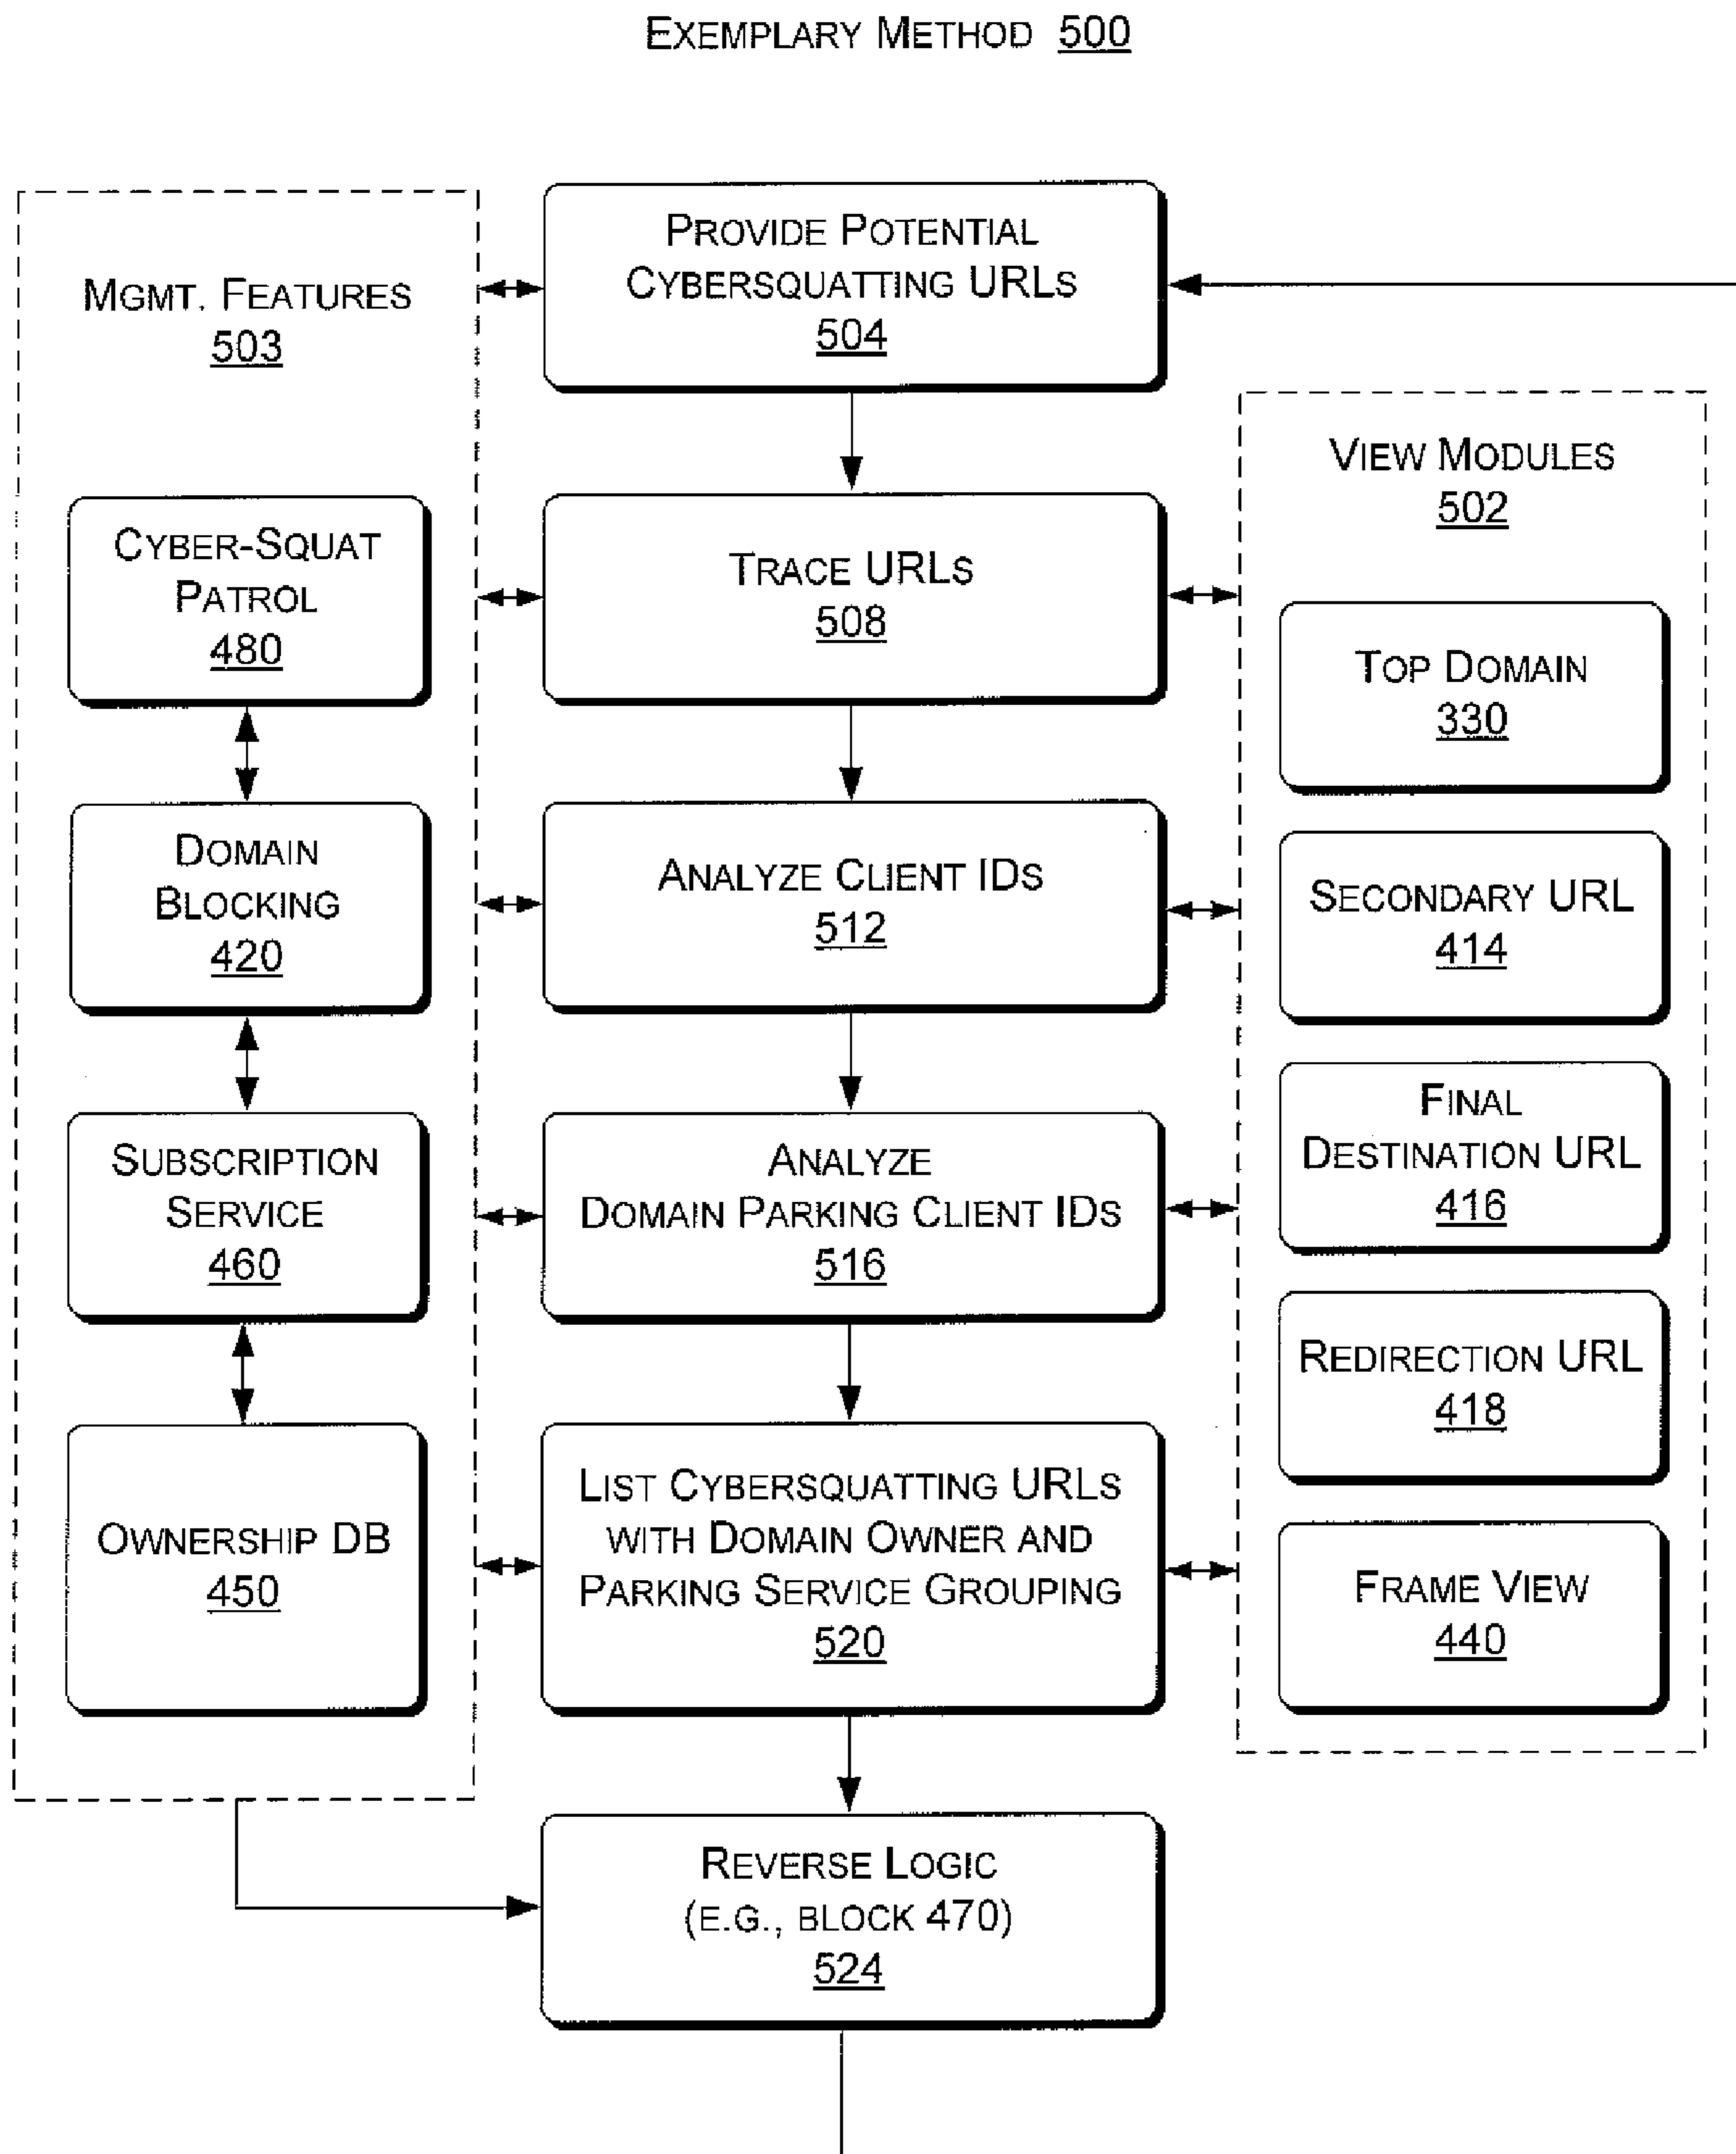 EXEMPLARY METHOD 500
MGMT. FEATURES
503
CYBER-SQUAT
PATROL
480
DOMAIN
BLOCKING
420
SUBSCRIPTION
SERVICE
460
OWNERSHIP DB
450
PROVIDE POTENTIAL
CYBERSQUATTING URLS
504
TRACE URLS
508
ANALYZE CLIENT IDS
512
ANALYZE
DOMAIN PARKING CLIENT IDS
516
LIST CYBERSQUATTING URLS
WITH DOMAIN OWNER AND
PARKING SERVICE GROUPING
520
REVERSE LOGIC
(E.G., BLOCK 470)
524
VIEW MODULES
502
TOP DOMAIN
330
SECONDARY URL
414
FINAL
DESTINATION URL
416
REDIRECTION URL
418
FRAME VIEW
440